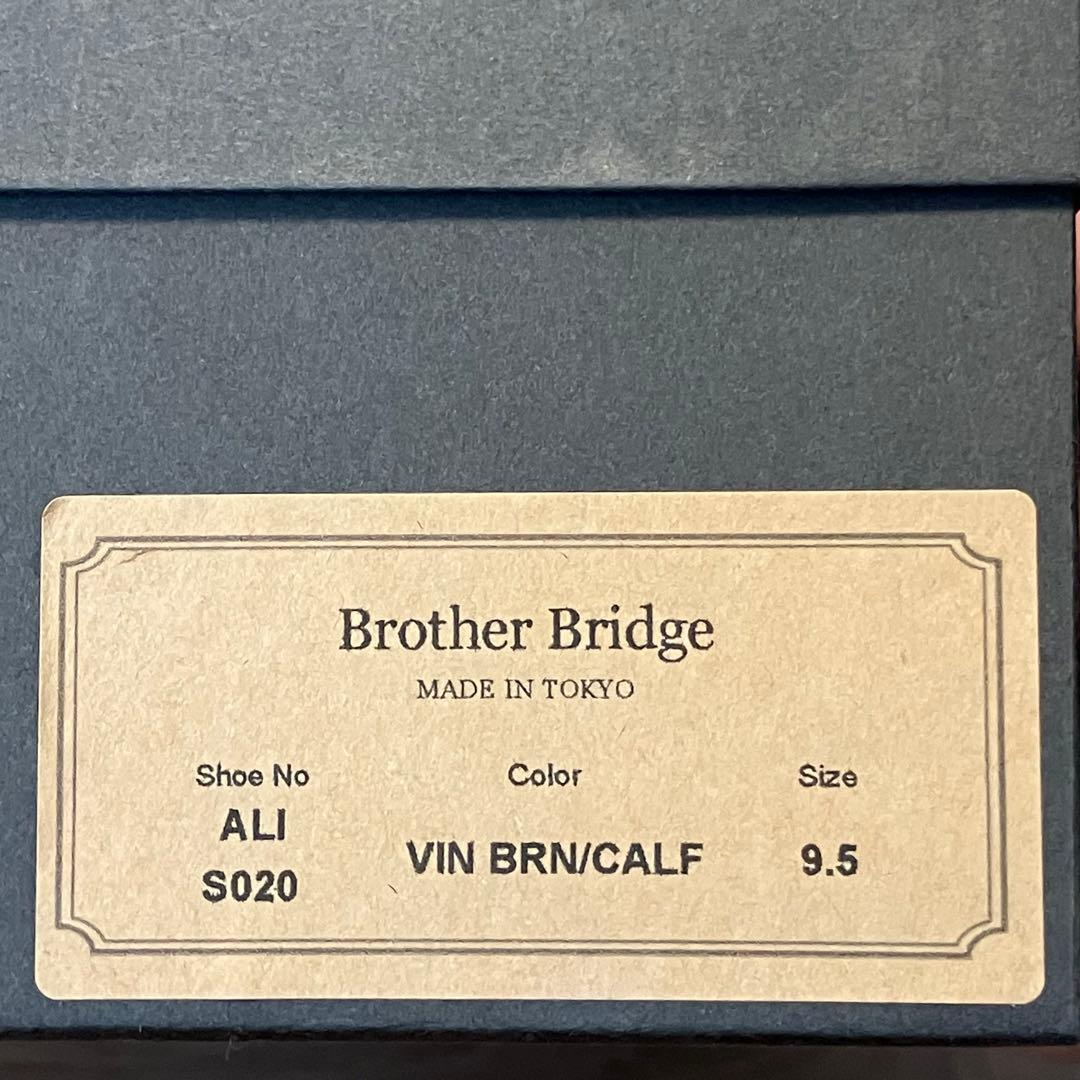 Brother Bridge
MADE IN TOKYO
Shoe No Color Size
ALI
S020 VIN BRN/CALF 9.5